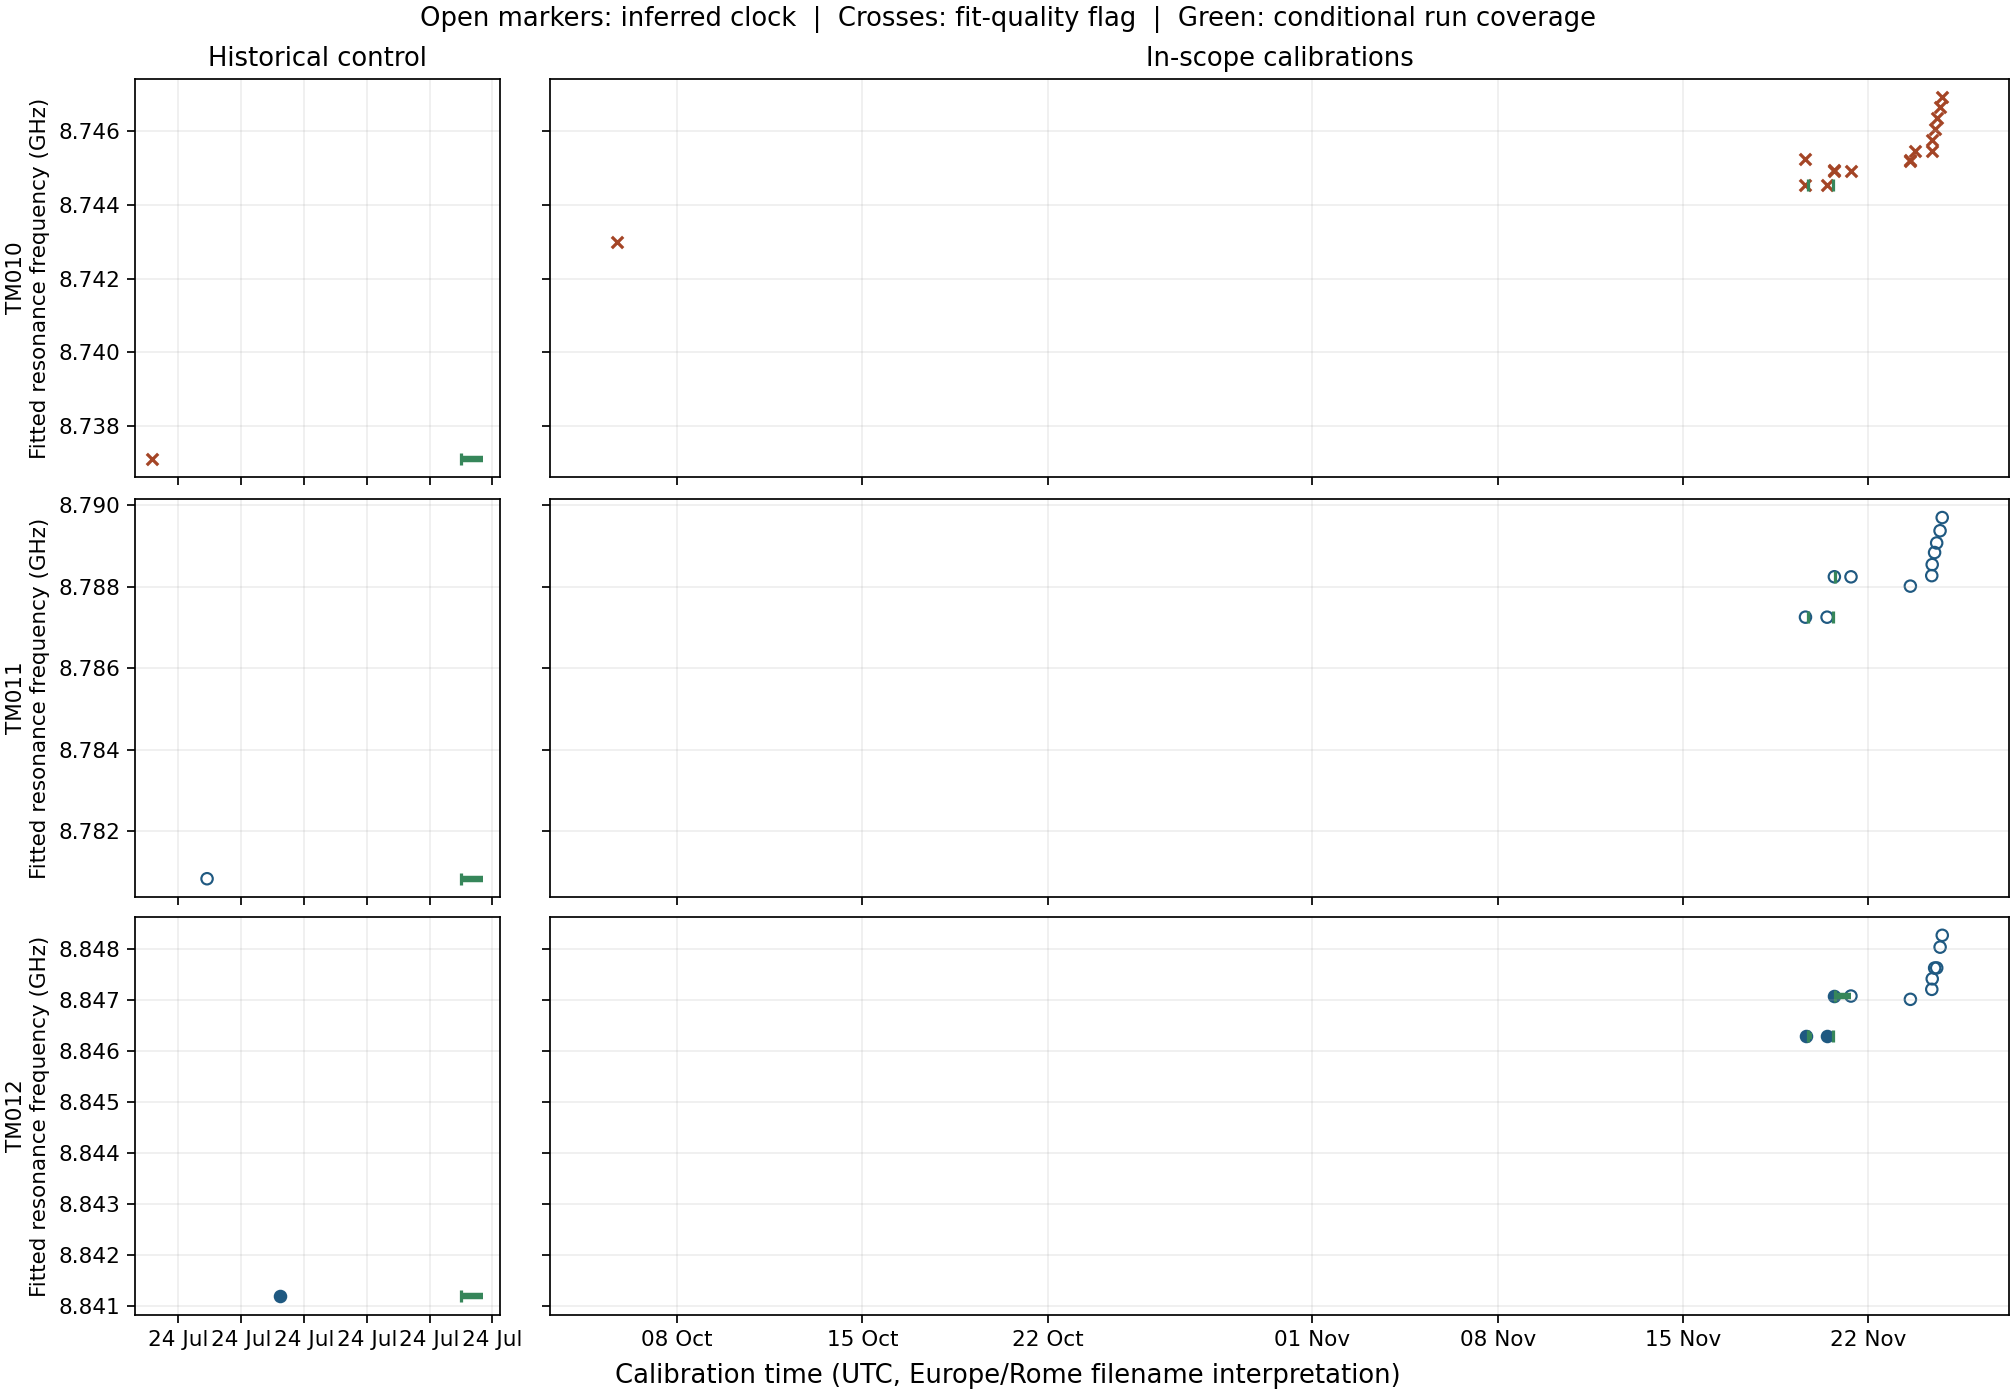 Open markers: inferred clock | Crosses: fit-quality flag | Green: conditional run coverage
Historical control
In-scope calibrations
TM010
Fitted resonance frequency (GHz)
8.746
8.744
8.742
8.740
8.738
TM011
Fitted resonance frequency (GHz)
8.790
8.788
8.786
8.784
8.782
TM012
Fitted resonance frequency (GHz)
8.848
8.847
8.846
8.845
8.844
8.843
8.842
8.841
24 Jul 24 Jul 24 Jul 24 Jul 24 Jul 24 Jul
08 Oct 15 Oct 22 Oct 01 Nov 08 Nov 15 Nov 22 Nov
Calibration time (UTC, Europe/Rome filename interpretation)